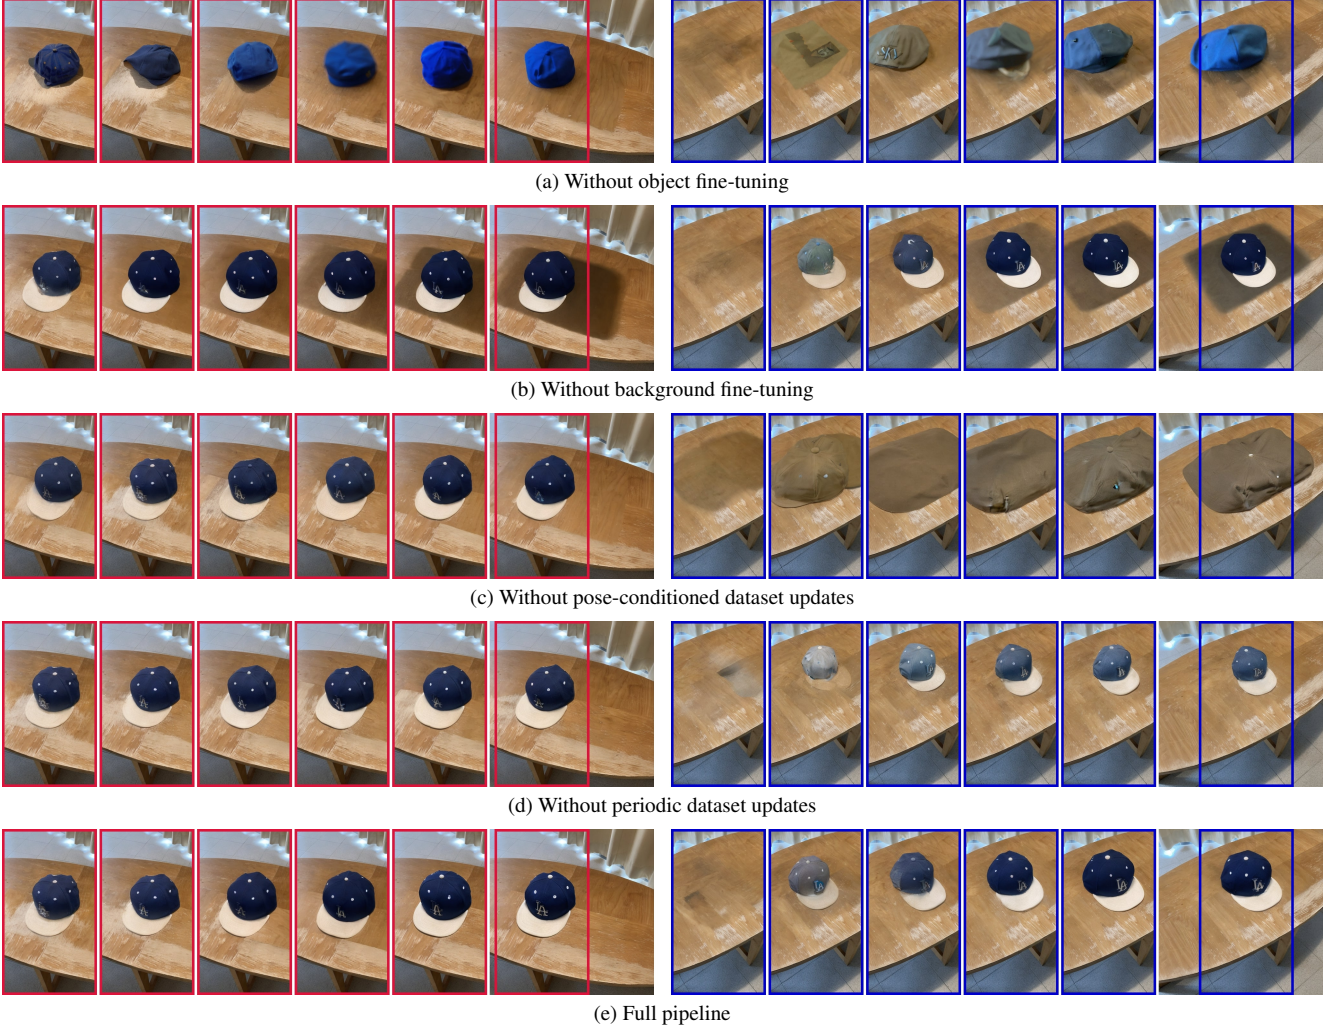 (a) Without object fine-tuning
(b) Without background fine-tuning
(c) Without pose-conditioned dataset updates
(d) Without periodic dataset updates
(e) Full pipeline